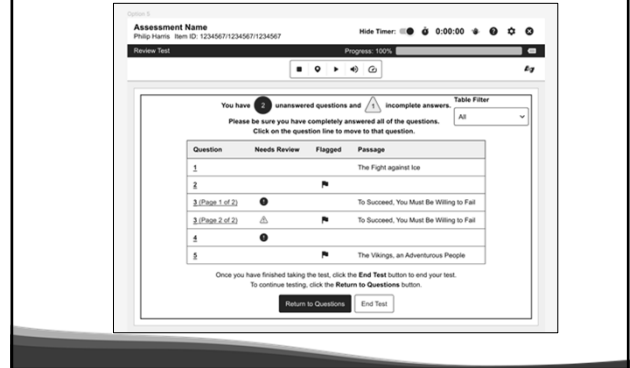 Option 5
Assessment Name
Philip Harris Item ID: 1234567/1234567/1234567
Hide Timer: 0:00:00
Review Test Progress: 100%
You have 2 unanswered questions and 1 incomplete answers.
Please be sure you have completely answered all of the questions.
Click on the question line to move to that question.
Table Filter
All
Question Needs Review Flagged Passage
1 The Fight against Ice
2
3 (Page 1 of 2) To Succeed, You Must Be Willing to Fail
3 (Page 2 of 2) To Succeed, You Must Be Willing to Fail
4
5 The Vikings, an Adventurous People
Once you have finished taking the test, click the End Test button to end your test.
To continue testing, click the Return to Questions button.
Return to Questions End Test